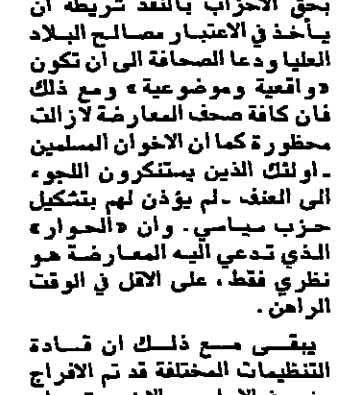 بحق الاحزاب بالنقد شريطة ان
يأخذ في الاعتبار مصالح البلاد
العليا ودعا الصحافة الى ان تكون
«واقعية وموضوعية» ومع ذلك
فان كافة صحف المعارضة لازالت
محظورة كما ان الاخوان المسلمين
ـ اولئك الذين يستنكرون اللجوء
الى العنف ـ لم يؤذن لهم بتشكيل
حزب سياسي. وان «الحوار»
الذي تدعي اليه المعارضة هو
نظري فقط، على الاقل في الوقت
الراهن.
يبقى مع ذلك ان قادة
التنظيمات المختلفة قد تم الافراج